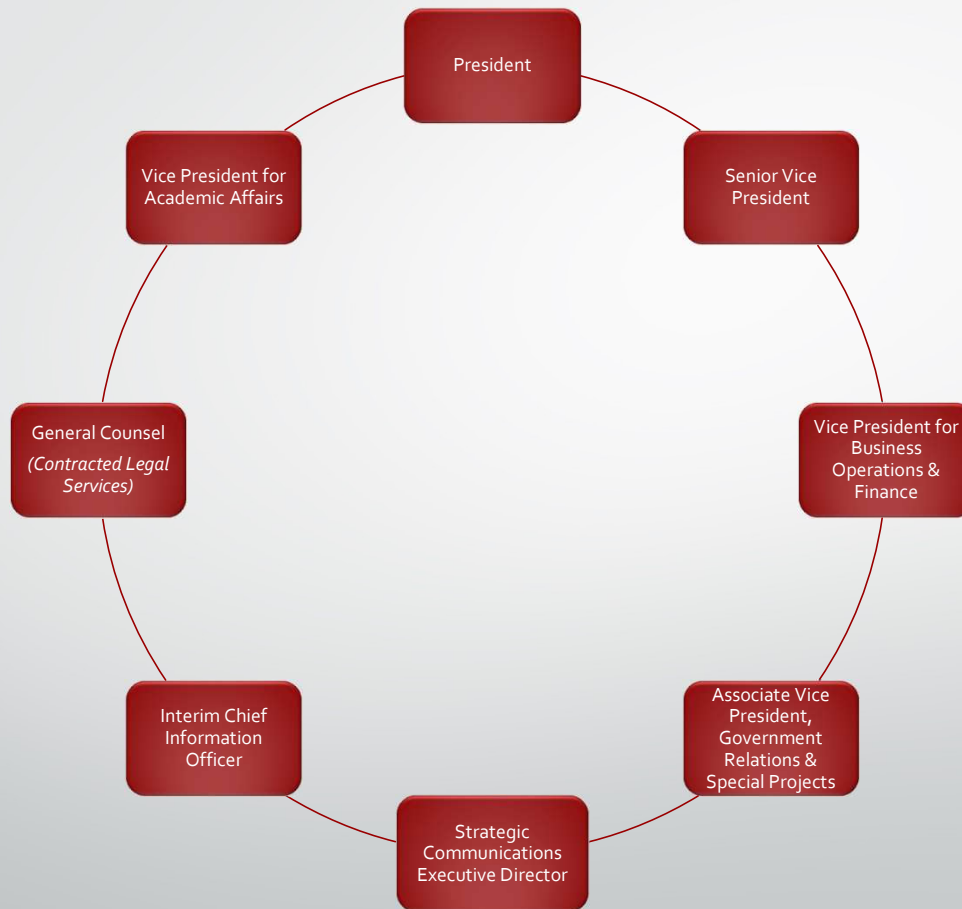 President
Senior Vice
President
Vice President for
Business
Operations &
Finance
Associate Vice
President,
Government
Relations &
Special Projects
Strategic
Communications
Executive Director
Interim Chief
Information
Officer
General Counsel
(Contracted Legal
Services)
Vice President for
Academic Affairs